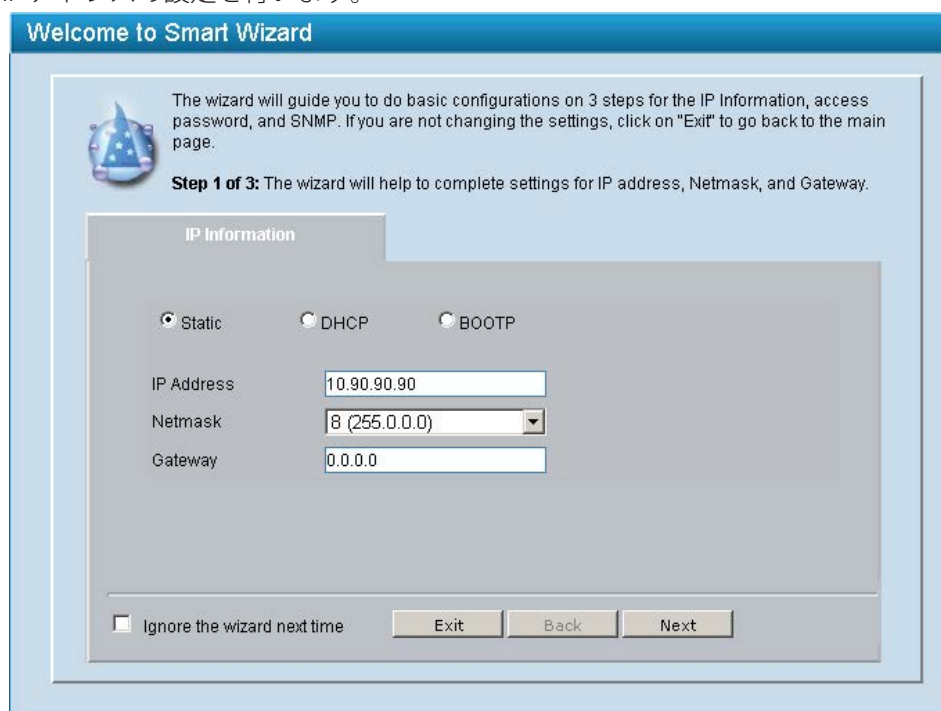 Welcome to Smart Wizard
The wizard will guide you to do basic configurations on 3 steps for the IP Information, access
password, and SNMP. If you are not changing the settings, click on "Exit" to go back to the main
page.
Step 1 of 3: The wizard will help to complete settings for IP address, Netmask, and Gateway.
IP Information
Static DHCP BOOTP
IP Address 10.90.90.90
Netmask 8 (255.0.0.0)
Gateway 0.0.0.0
Ignore the wizard next time Exit Back Next